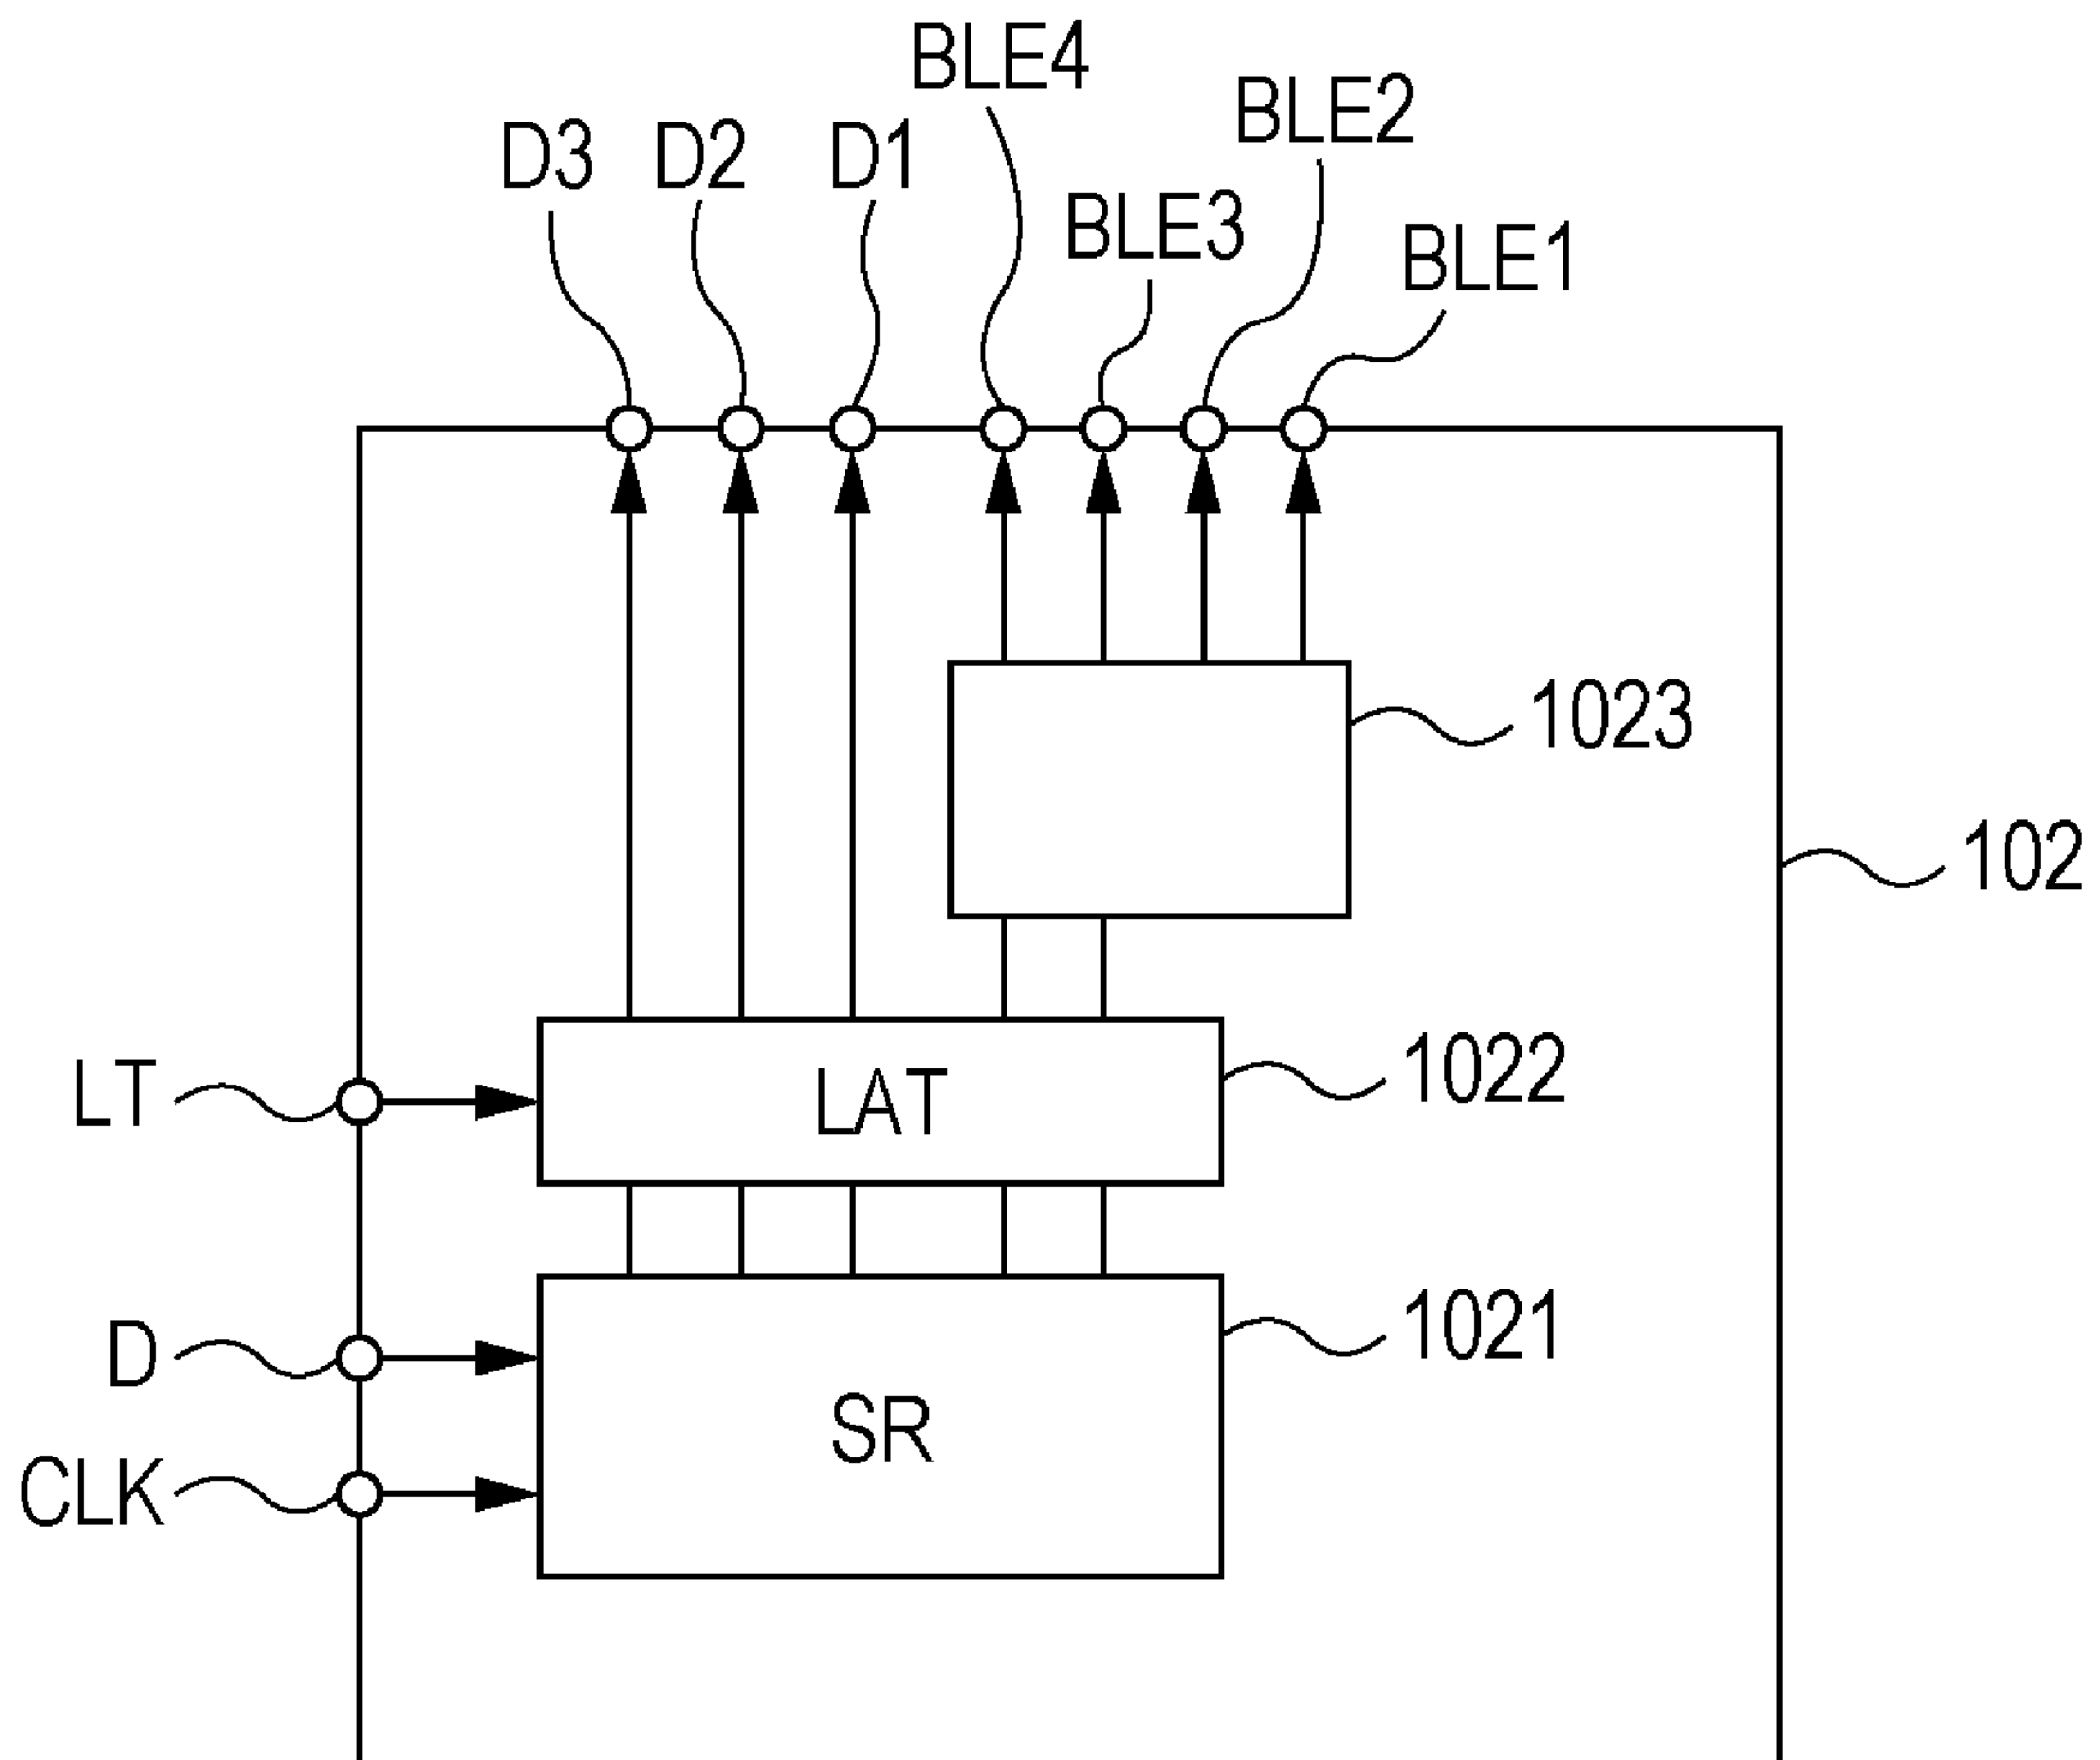 BLE4
BLE2
D3 D2 D1
BLE3
BLE1
1023
102
LT
LAT
1022
D
1021
SR
CLK